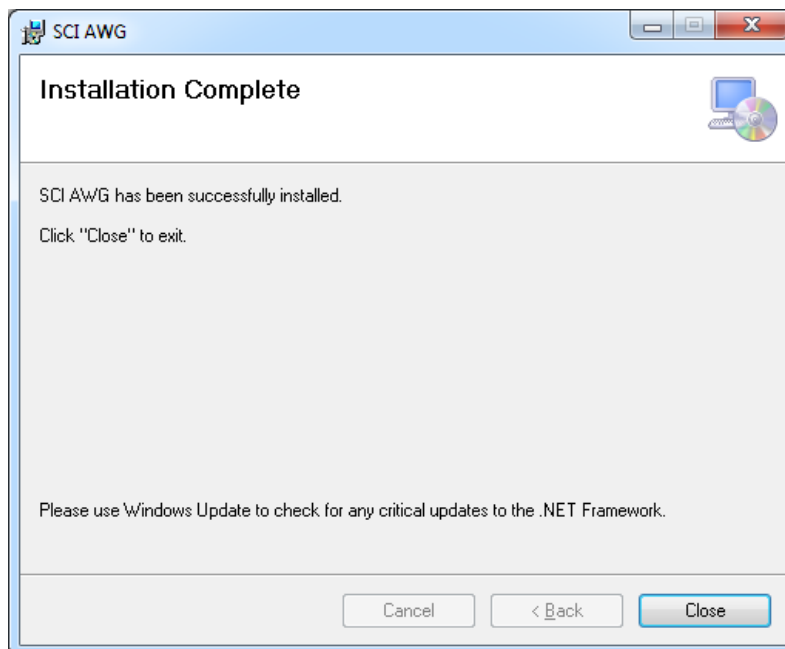 SCI AWG
Installation Complete
SCI AWG has been successfully installed.
Click "Close" to exit.
Please use Windows Update to check for any critical updates to the .NET Framework.
Cancel
< Back
Close